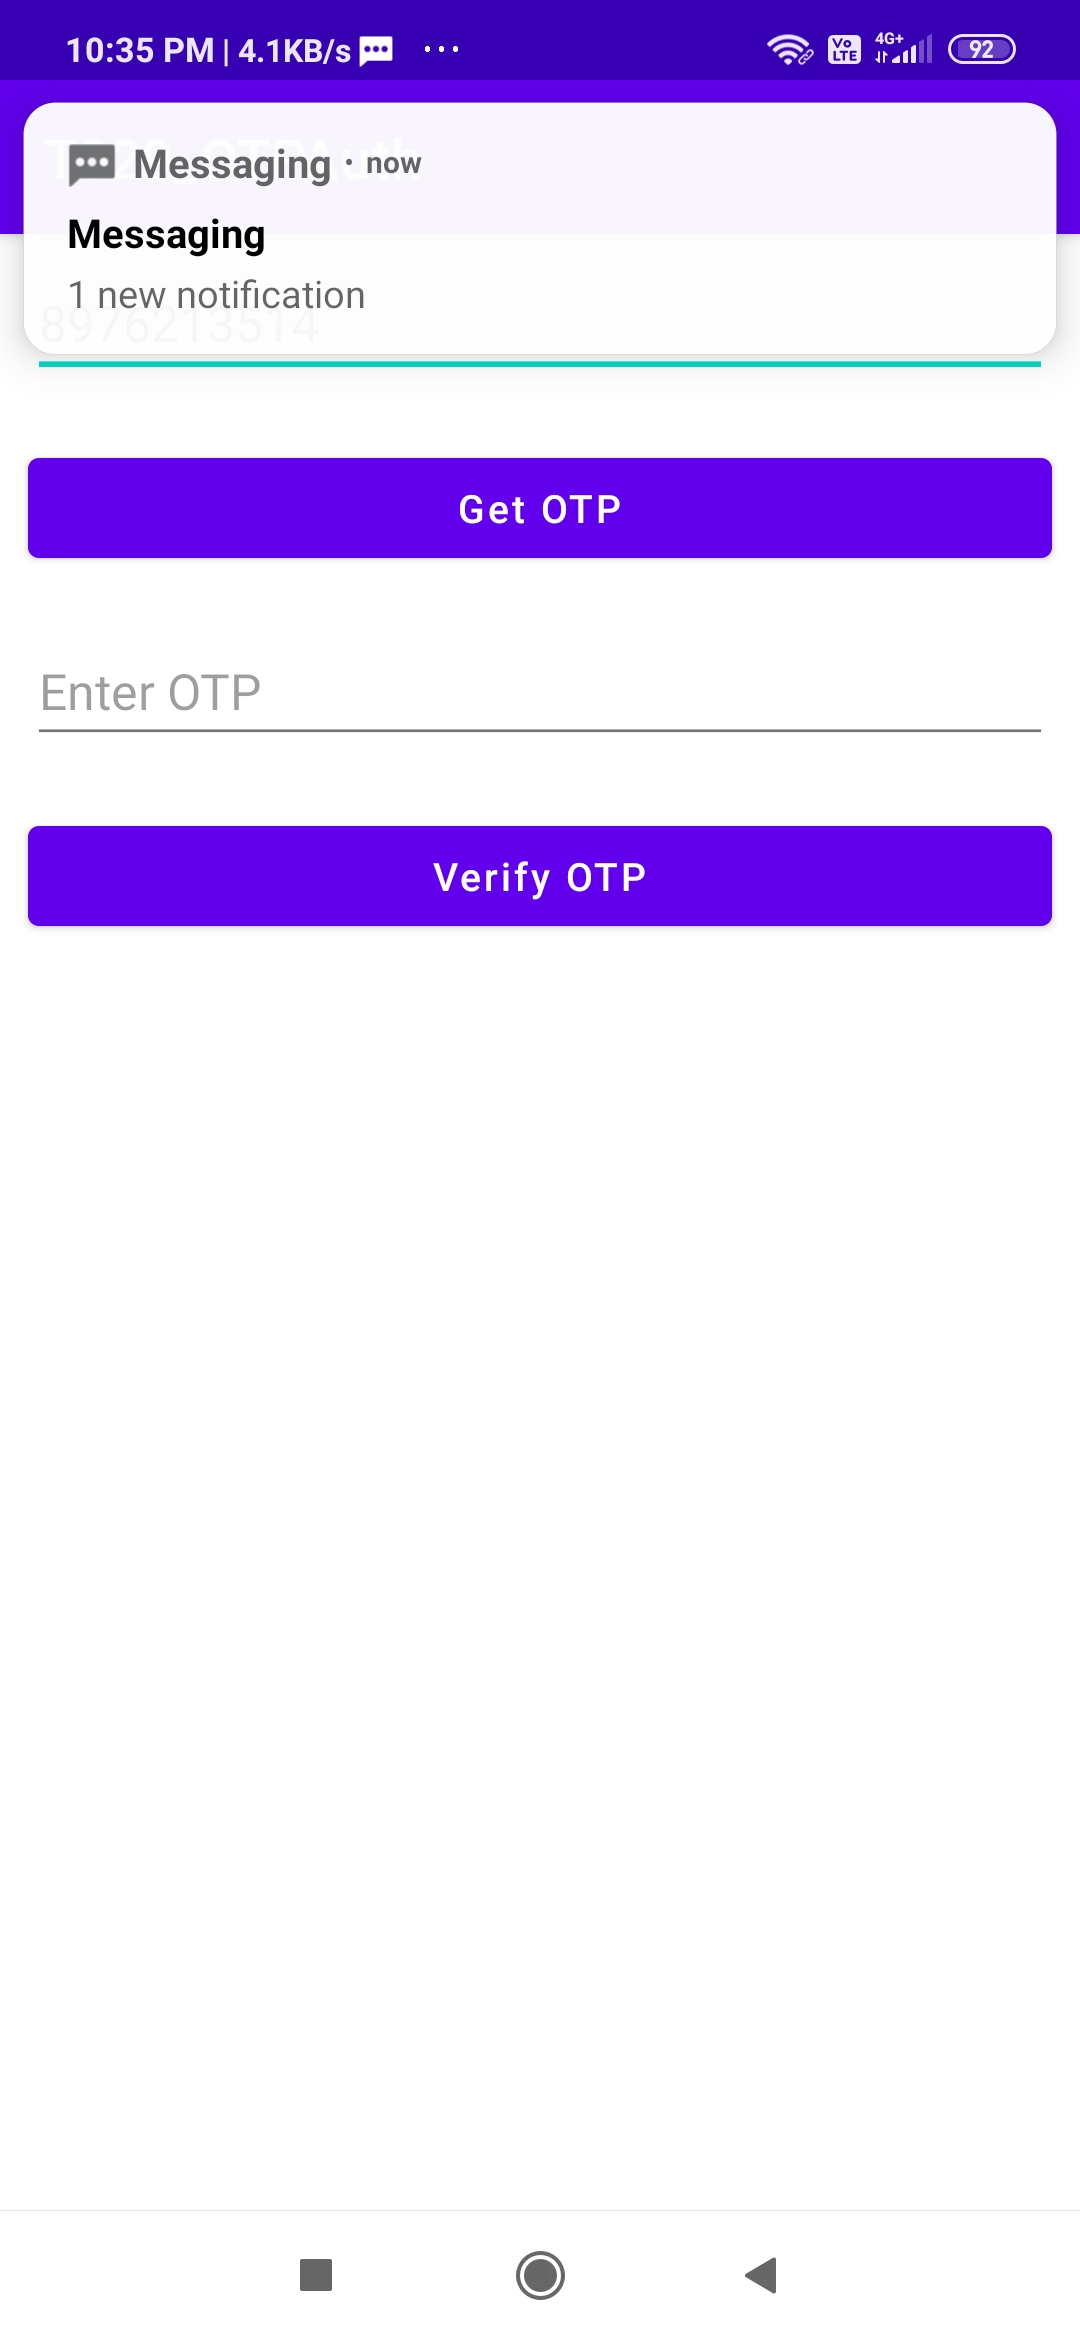 10:35 PM | 4.1KB/s ... 4G+ Vo LTE 92
Messaging · now
Messaging
1 new notification
8976213514
Get OTP
Enter OTP
Verify OTP